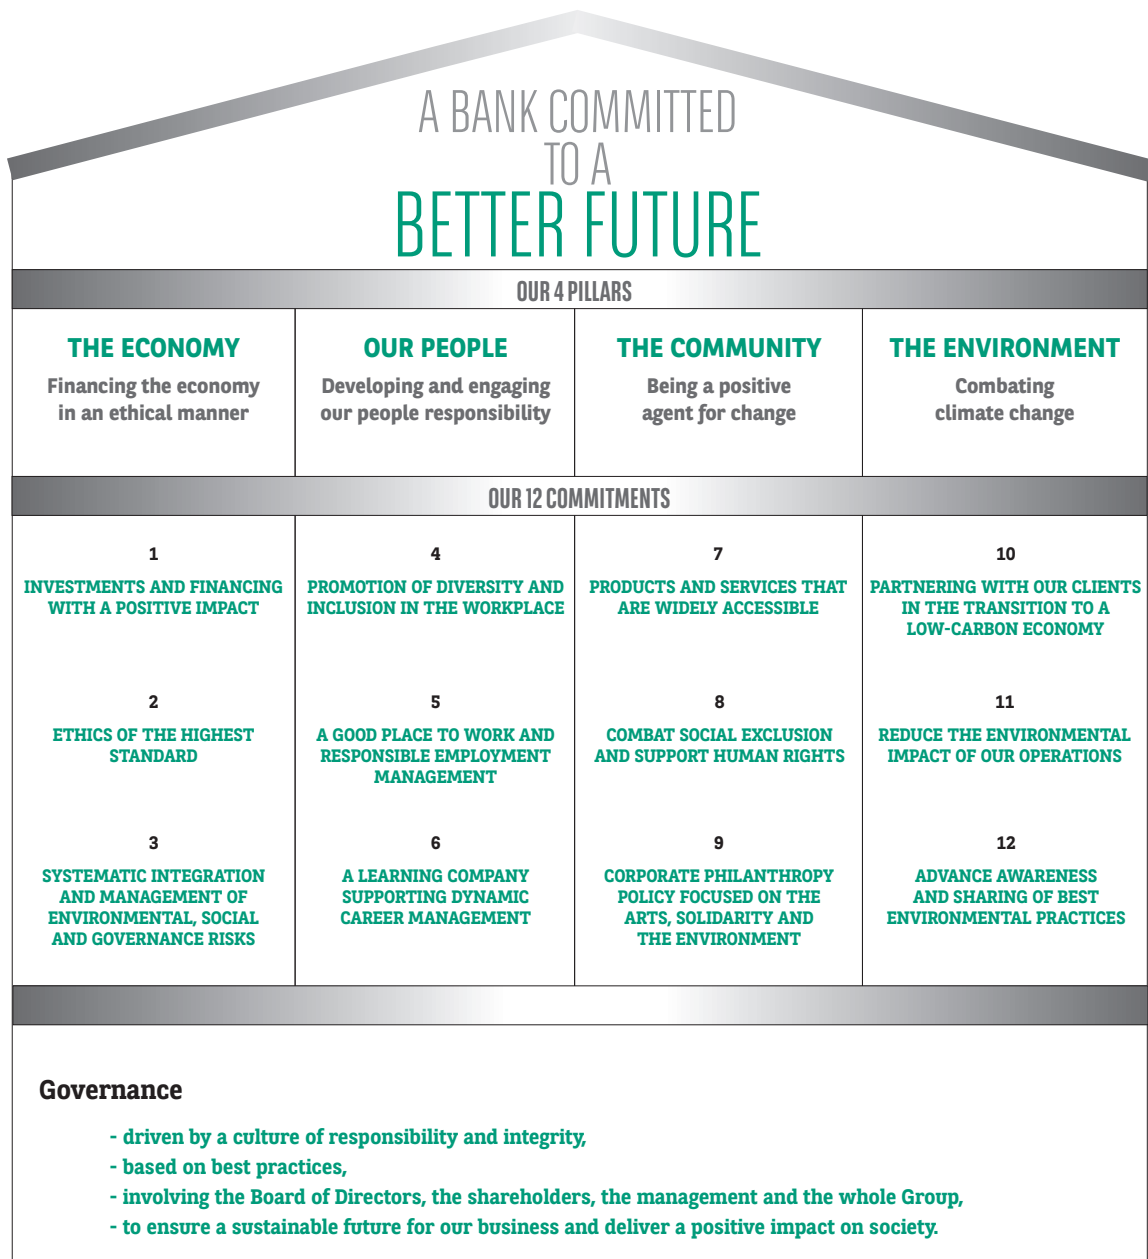 A BANK COMMITTED
TO A
BETTER FUTURE
OUR 4 PILLARS
THE ECONOMY
Financing the economy
in an ethical manner
OUR PEOPLE
Developing and engaging
our people responsibility
THE COMMUNITY
Being a positive
agent for change
THE ENVIRONMENT
Combating
climate change
OUR 12 COMMITMENTS
1
INVESTMENTS AND FINANCING
WITH A POSITIVE IMPACT
2
ETHICS OF THE HIGHEST
STANDARD
3
SYSTEMATIC INTEGRATION
AND MANAGEMENT OF
ENVIRONMENTAL, SOCIAL
AND GOVERNANCE RISKS
4
PROMOTION OF DIVERSITY AND
INCLUSION IN THE WORKPLACE
5
A GOOD PLACE TO WORK AND
RESPONSIBLE EMPLOYMENT
MANAGEMENT
6
A LEARNING COMPANY
SUPPORTING DYNAMIC
CAREER MANAGEMENT
7
PRODUCTS AND SERVICES THAT
ARE WIDELY ACCESSIBLE
8
COMBAT SOCIAL EXCLUSION
AND SUPPORT HUMAN RIGHTS
9
CORPORATE PHILANTHROPY
POLICY FOCUSED ON THE
ARTS, SOLIDARITY AND
THE ENVIRONMENT
10
PARTNERING WITH OUR CLIENTS
IN THE TRANSITION TO A
LOW-CARBON ECONOMY
11
REDUCE THE ENVIRONMENTAL
IMPACT OF OUR OPERATIONS
12
ADVANCE AWARENESS
AND SHARING OF BEST
ENVIRONMENTAL PRACTICES
Governance
- driven by a culture of responsibility and integrity,
- based on best practices,
- involving the Board of Directors, the shareholders, the management and the whole Group,
- to ensure a sustainable future for our business and deliver a positive impact on society.